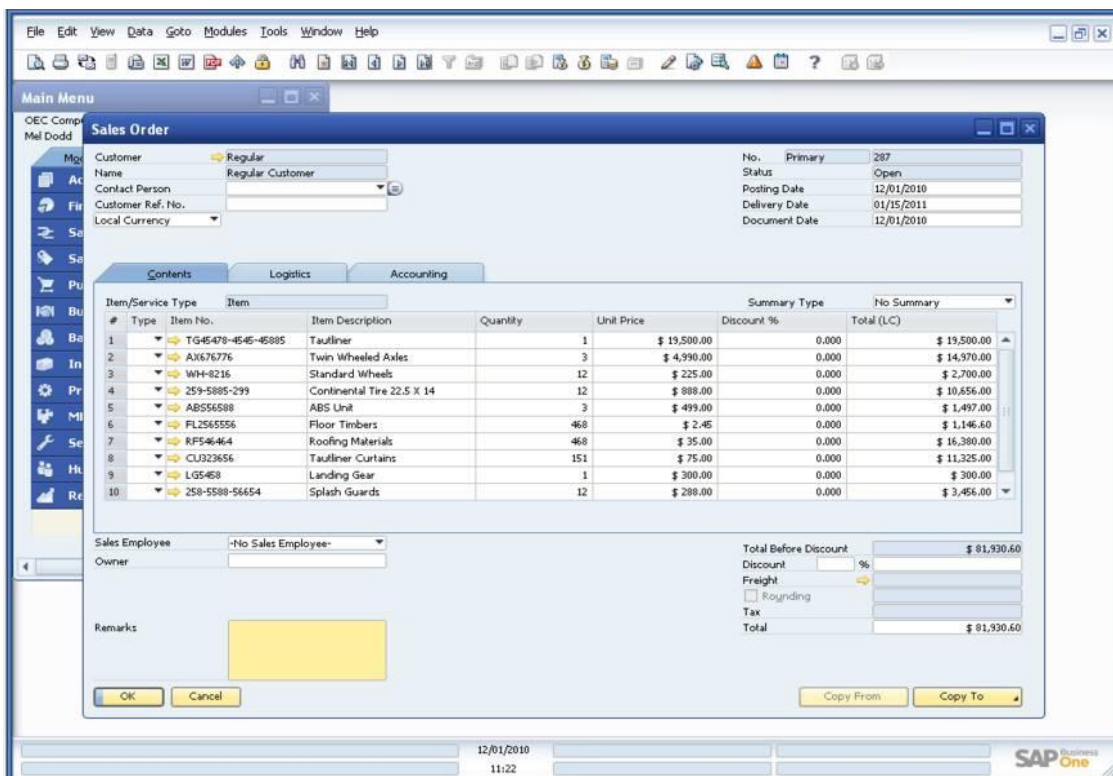 File Edit View Data Goto Modules Tools Window Help
Main Menu
OEC Comp
Mel Dodd
Sales Order
Customer Regular No. Primary 287
Name Regular Customer Status Open
Contact Person Posting Date 12/01/2010
Customer Ref. No. Delivery Date 01/15/2011
Local Currency Document Date 12/01/2010
Contents Logistics Accounting
Item/Service Type Item Summary Type No Summary
# Type Item No. Item Description Quantity Unit Price Discount % Total (LC)
1 TG45478-4545-45885 Tautliner 1 $ 19,500.00 0.000 $ 19,500.00
2 AX676776 Twin Wheeled Axles 3 $ 4,990.00 0.000 $ 14,970.00
3 WH-8216 Standard Wheels 12 $ 225.00 0.000 $ 2,700.00
4 259-5885-299 Continental Tire 22.5 X 14 12 $ 888.00 0.000 $ 10,656.00
5 ABS56588 ABS Unit 3 $ 499.00 0.000 $ 1,497.00
6 FL2565556 Floor Timbers 468 $ 2.45 0.000 $ 1,146.60
7 RF546464 Roofing Materials 468 $ 35.00 0.000 $ 16,380.00
8 CU323656 Tautliner Curtains 151 $ 75.00 0.000 $ 11,325.00
9 LG5458 Landing Gear 1 $ 300.00 0.000 $ 300.00
10 258-5588-56654 Splash Guards 12 $ 288.00 0.000 $ 3,456.00
Sales Employee -No Sales Employee- Total Before Discount $ 81,930.60
Owner Discount %
Freight
Rounding
Tax
Remarks Total $ 81,930.60
OK Cancel Copy From Copy To
12/01/2010
11:22
SAP Business One